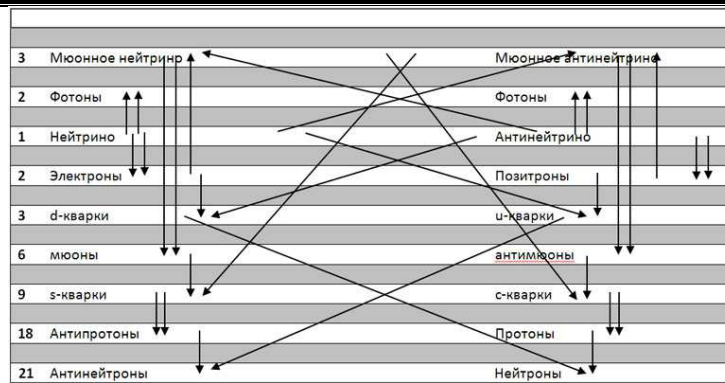 3 Мюонное нейтрино Мюонное антинейтрино
2 Фотоны Фотоны
1 Нейтрино Антинейтрино
2 Электроны Позитроны
3 d-кварки u-кварки
6 мюоны антимюоны
9 s-кварки с-кварки
18 Антипротоны Протоны
21 Антинейтроны Нейтроны